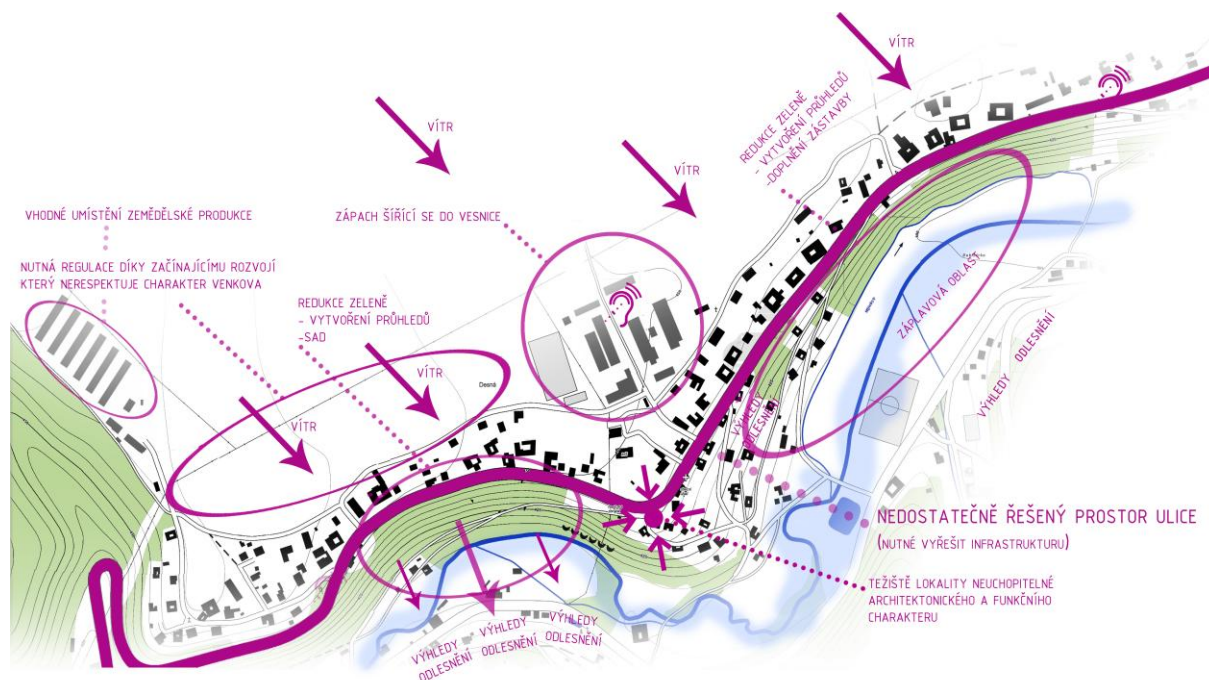 VÍTR
VÍTR
VÍTR
REDUKCE ZELENĚ
- VYTVOŘENÍ PRŮHLEDŮ
-DOPLNĚNÍ ZÁSTAVBY
VHODNÉ UMÍSTĚNÍ ZEMĚDĚLSKÉ PRODUKCE
ZÁPACH ŠÍŘÍCÍ SE DO VESNICE
NUTNÁ REGULACE DÍKY ZAČÍNAJÍCÍMU ROZVOJÍ
KTERÝ NERESPEKTUJE CHARAKTER VENKOVA
REDUKCE ZELENĚ
- VYTVOŘENÍ PRŮHLEDŮ
-SAD
VÍTR
Desná
VÍTR
ZÁPLAVOVÁ OBLAST
VÝHLEDY ODLESNĚNÍ
VÝHLEDY
ODLESNĚNÍ
NEDOSTATEČNĚ ŘEŠENÝ PROSTOR ULICE
(NUTNÉ VYŘEŠIT INFRASTRUKTURU)
TEŽIŠTĚ LOKALITY NEUCHOPITELNÉ
ARCHITEKTONICKÉHO A FUNKČNÍHO
CHARAKTERU
VÝHLEDY VÝHLEDY VÝHLEDY
ODLESNĚNÍ ODLESNĚNÍ ODLESNĚNÍ